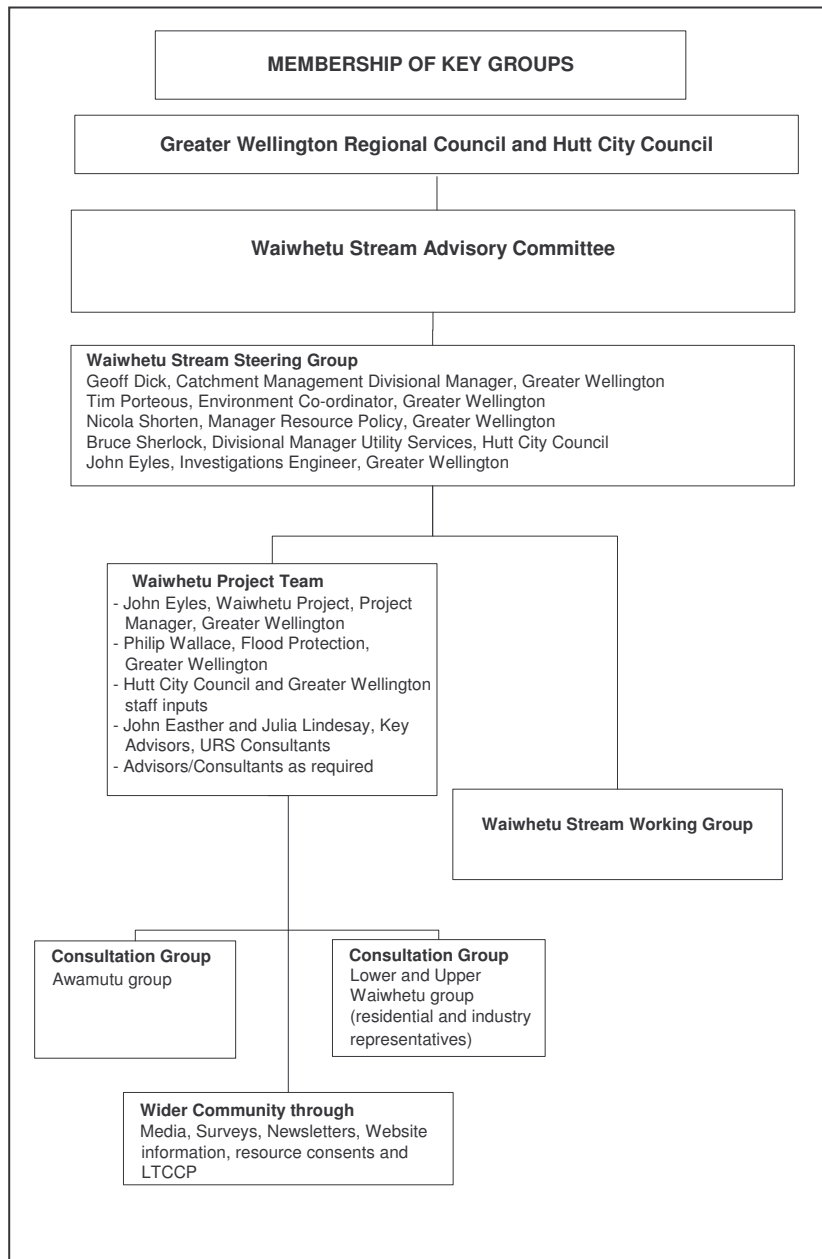 MEMBERSHIP OF KEY GROUPS
Greater Wellington Regional Council and Hutt City Council
Waiwhetu Stream Advisory Committee
Waiwhetu Stream Steering Group
Geoff Dick, Catchment Management Divisional Manager, Greater Wellington
Tim Porteous, Environment Co-ordinator, Greater Wellington
Nicola Shorten, Manager Resource Policy, Greater Wellington
Bruce Sherlock, Divisional Manager Utility Services, Hutt City Council
John Eyles, Investigations Engineer, Greater Wellington
Waiwhetu Project Team
- John Eyles, Waiwhetu Project, Project
Manager, Greater Wellington
- Philip Wallace, Flood Protection,
Greater Wellington
- Hutt City Council and Greater Wellington
staff inputs
- John Easther and Julia Lindesay, Key
Advisors, URS Consultants
- Advisors/Consultants as required
Waiwhetu Stream Working Group
Consultation Group
Awamutu group
Consultation Group
Lower and Upper
Waiwhetu group
(residential and industry
representatives)
Wider Community through
Media, Surveys, Newsletters, Website
information, resource consents and
LTCCP